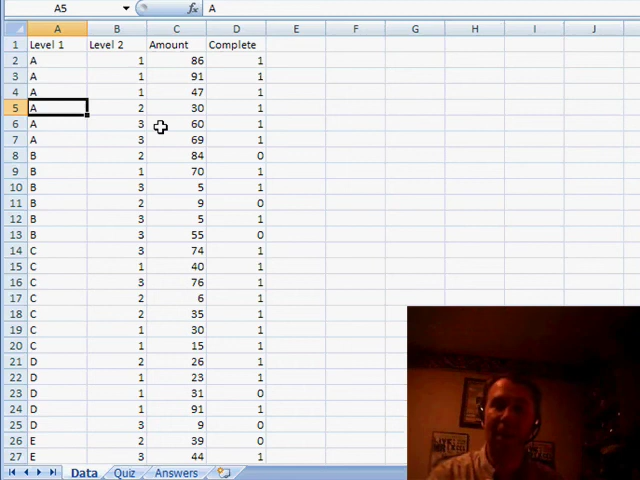 A5 fx A
A B C D E F G H I J
1 Level 1 Level 2 Amount Complete
2 A 1 86 1
3 A 1 91 1
4 A 1 47 1
5 A 2 30 1
6 A 3 60 1
7 A 3 69 1
8 B 2 84 0
9 B 1 70 1
10 B 3 5 1
11 B 2 9 0
12 B 3 5 1
13 B 3 55 0
14 C 3 74 1
15 C 1 40 1
16 C 3 76 1
17 C 2 6 1
18 C 2 35 1
19 C 1 30 1
20 C 1 15 1
21 D 2 26 1
22 D 1 23 1
23 D 1 31 0
24 D 1 91 1
25 D 3 9 0
26 E 2 39 0
27 E 3 44 1
Data Quiz Answers